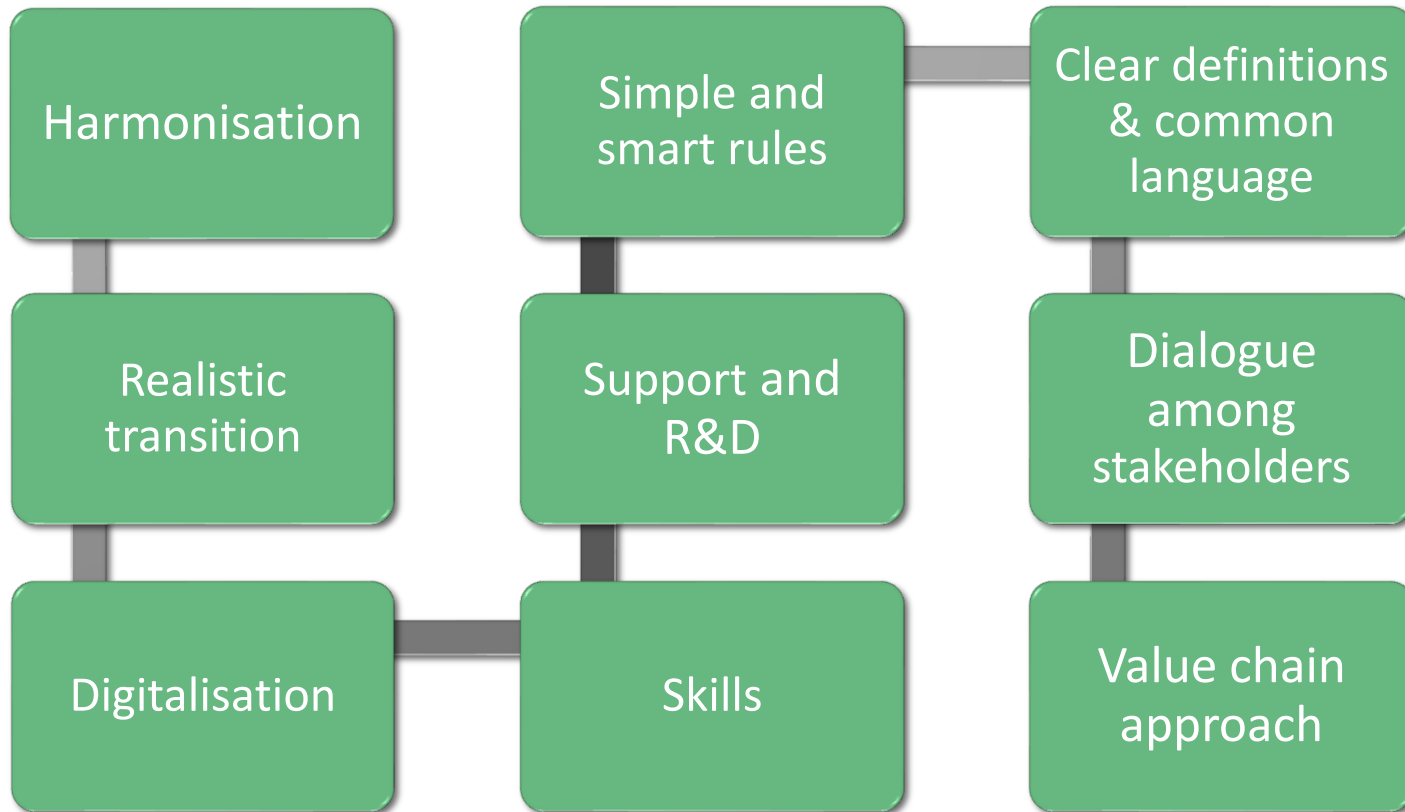 Harmonisation
Realistic
transition
Digitalisation
Skills
Support and
R&D
Simple and
smart rules
Clear definitions
& common
language
Dialogue
among
stakeholders
Value chain
approach